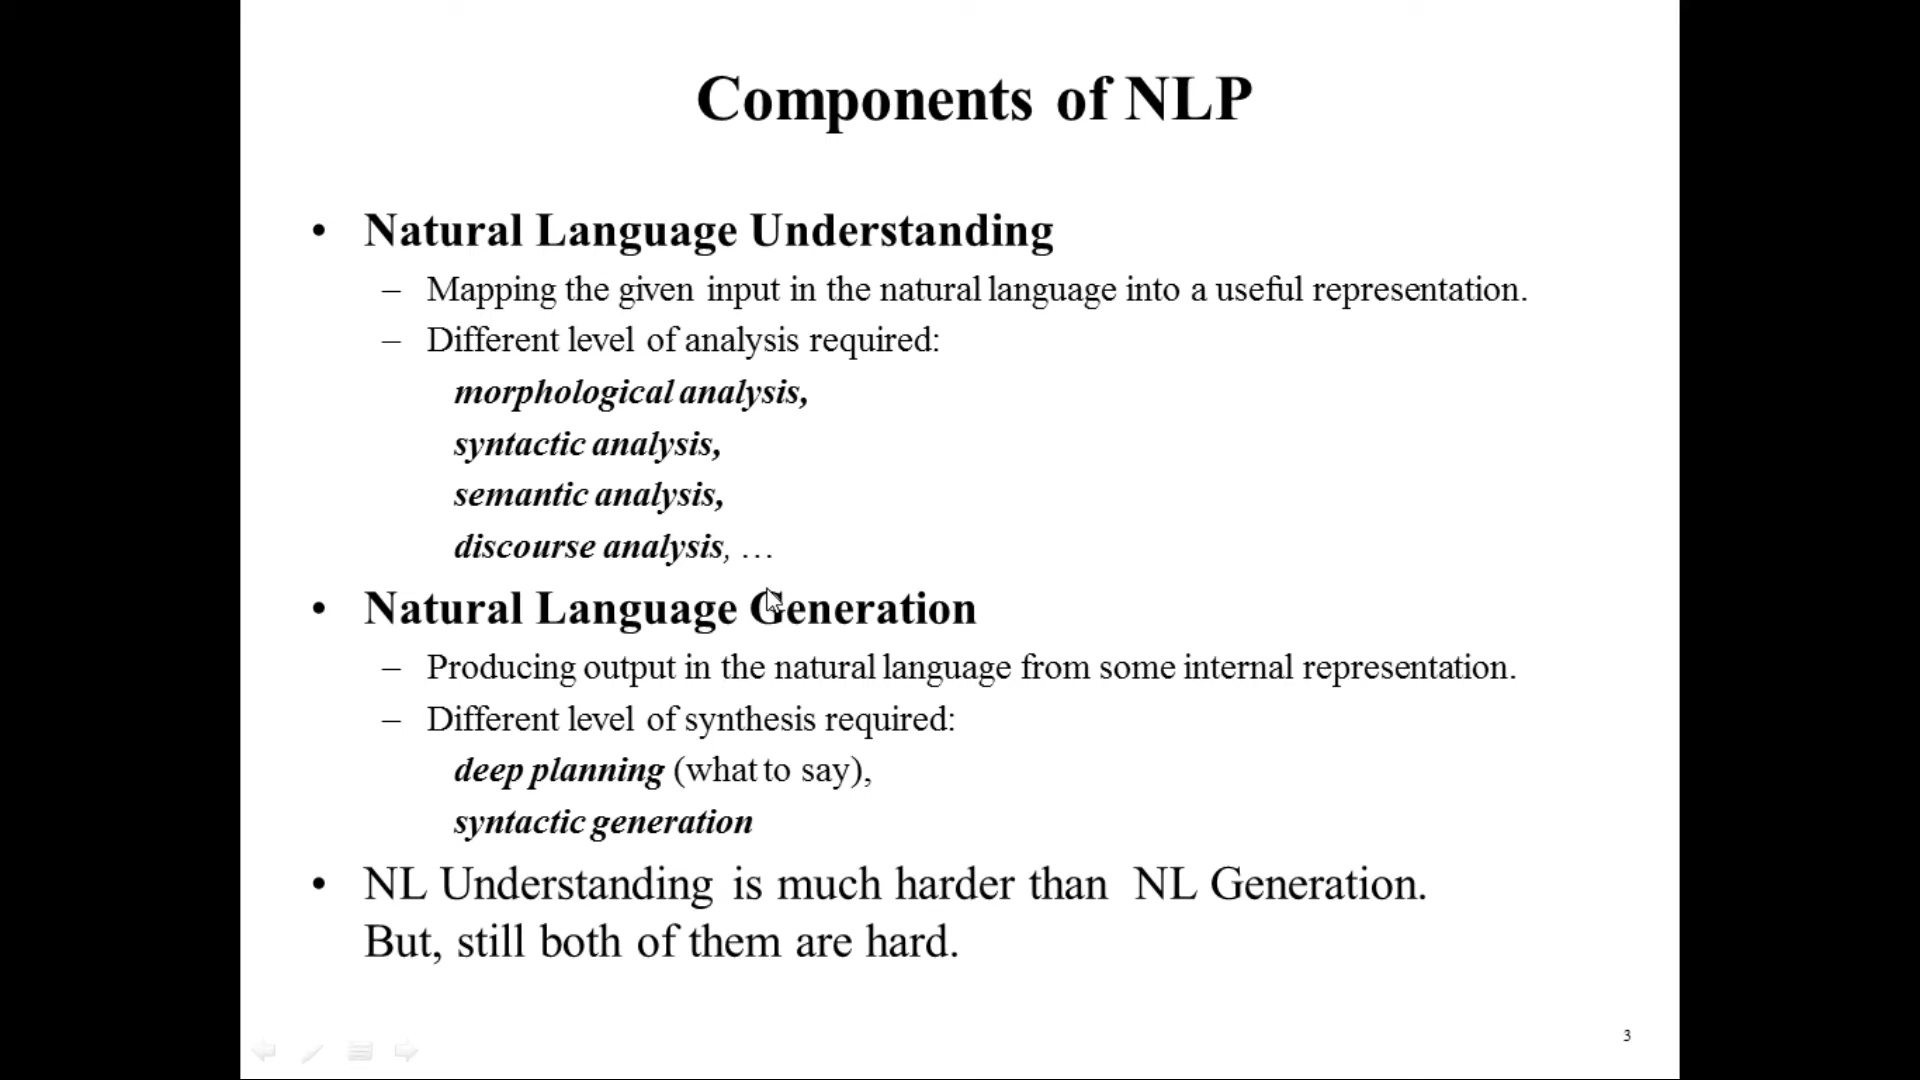 Components of NLP
• Natural Language Understanding
– Mapping the given input in the natural language into a useful representation.
– Different level of analysis required:
morphological analysis,
syntactic analysis,
semantic analysis,
discourse analysis, …
• Natural Language Generation
– Producing output in the natural language from some internal representation.
– Different level of synthesis required:
deep planning (what to say),
syntactic generation
• NL Understanding is much harder than NL Generation.
But, still both of them are hard.
3